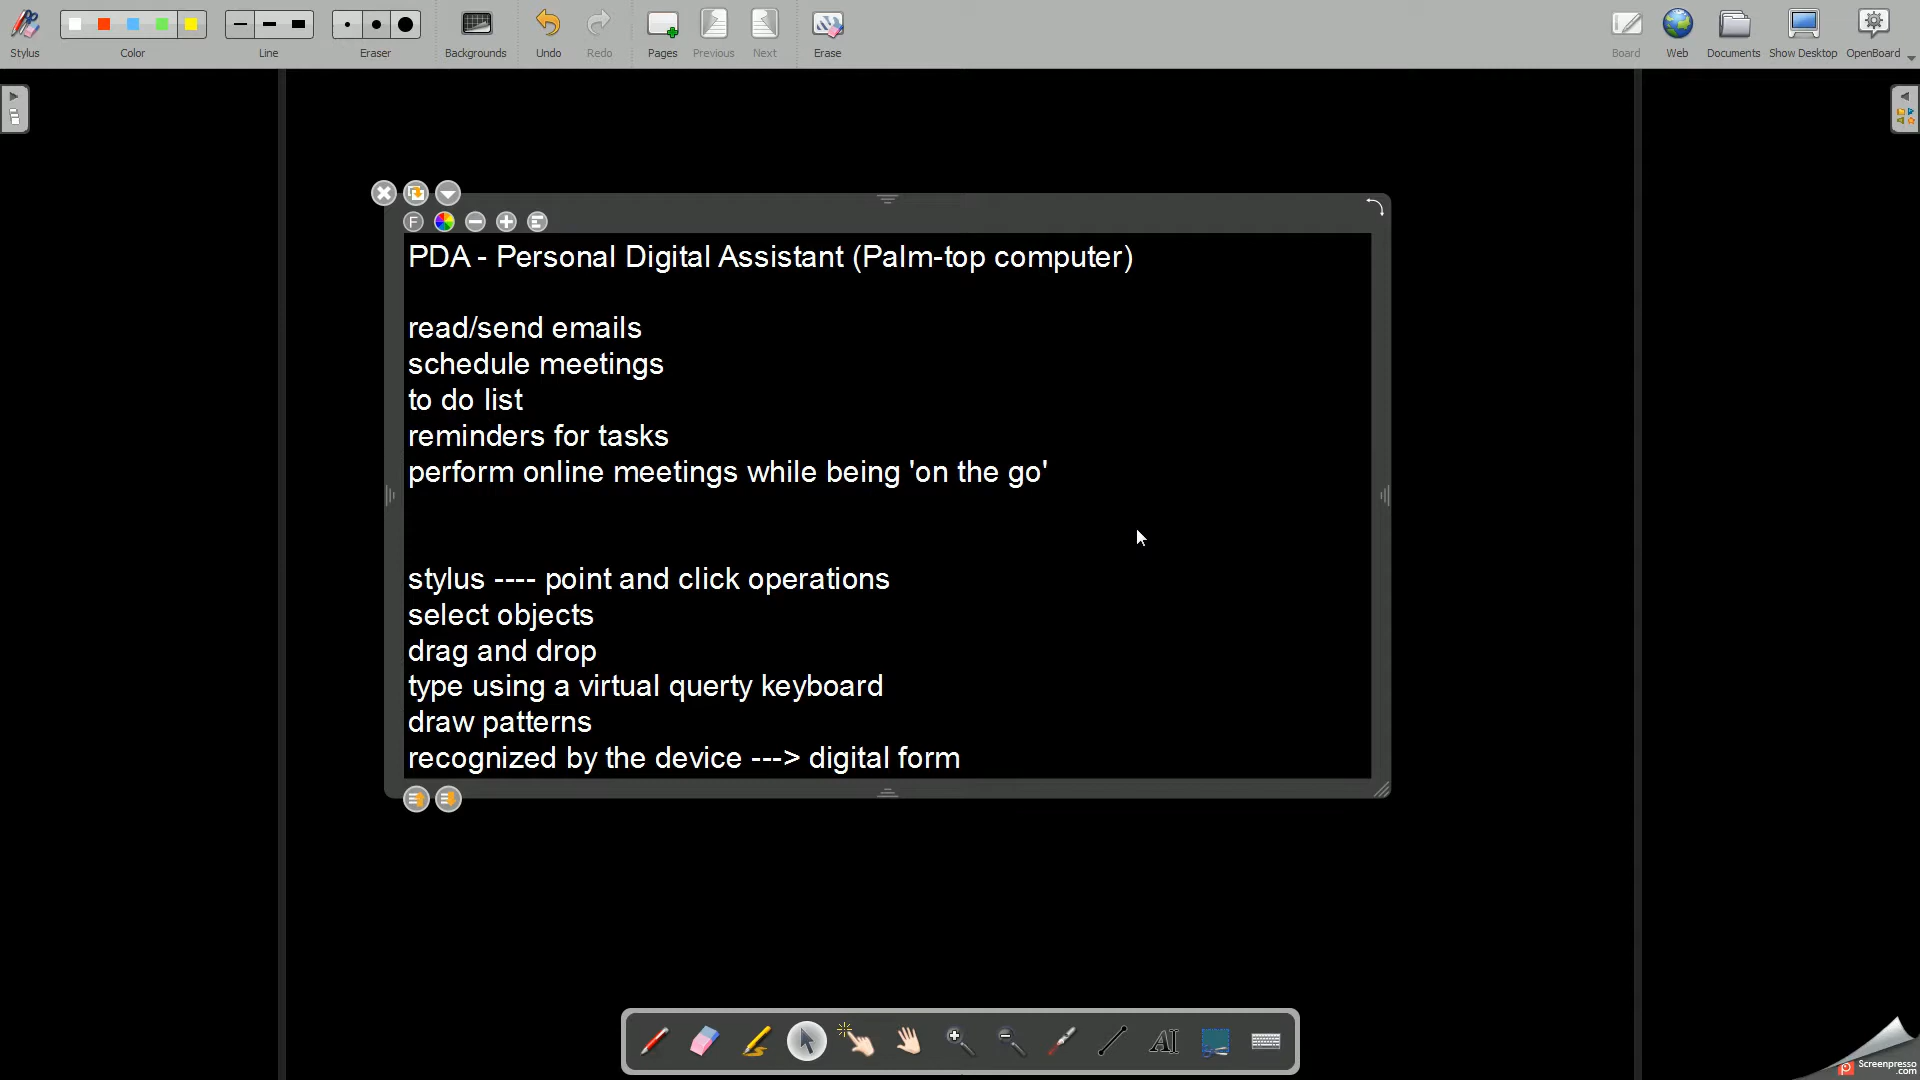 Stylus
Color
Line
Eraser
Backgrounds
Undo
Redo
Pages
Previous
Next
Erase
Board
Web
Documents
Show Desktop
OpenBoard
F
PDA - Personal Digital Assistant (Palm-top computer)
read/send emails
schedule meetings
to do list
reminders for tasks
perform online meetings while being 'on the go'
stylus ---- point and click operations
select objects
drag and drop
type using a virtual querty keyboard
draw patterns
recognized by the device ---> digital form
AI
Screenpresso
.com